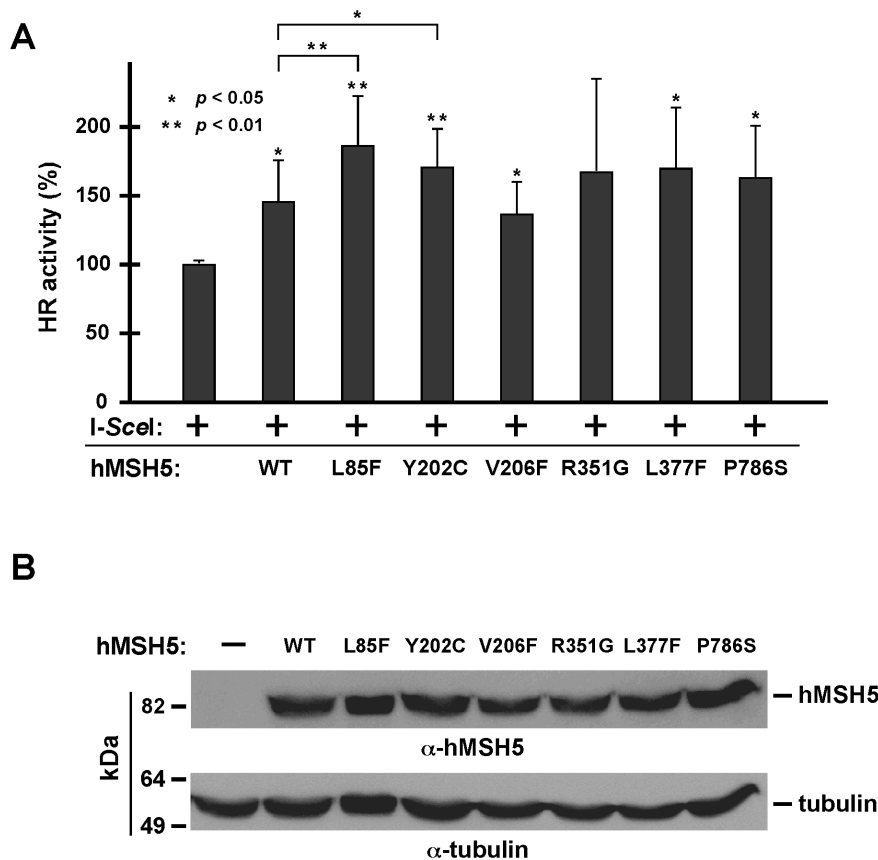 A
*
**
* p < 0.05
** p < 0.01
** ** * * *
*
200
150
100
50
0
HR activity (%)
I-SceI: + + + + + + + +
hMSH5: WT L85F Y202C V206F R351G L377F P786S
B
hMSH5: – WT L85F Y202C V206F R351G L377F P786S
82
hMSH5
α-hMSH5
kDa
64
49
tubulin
α-tubulin